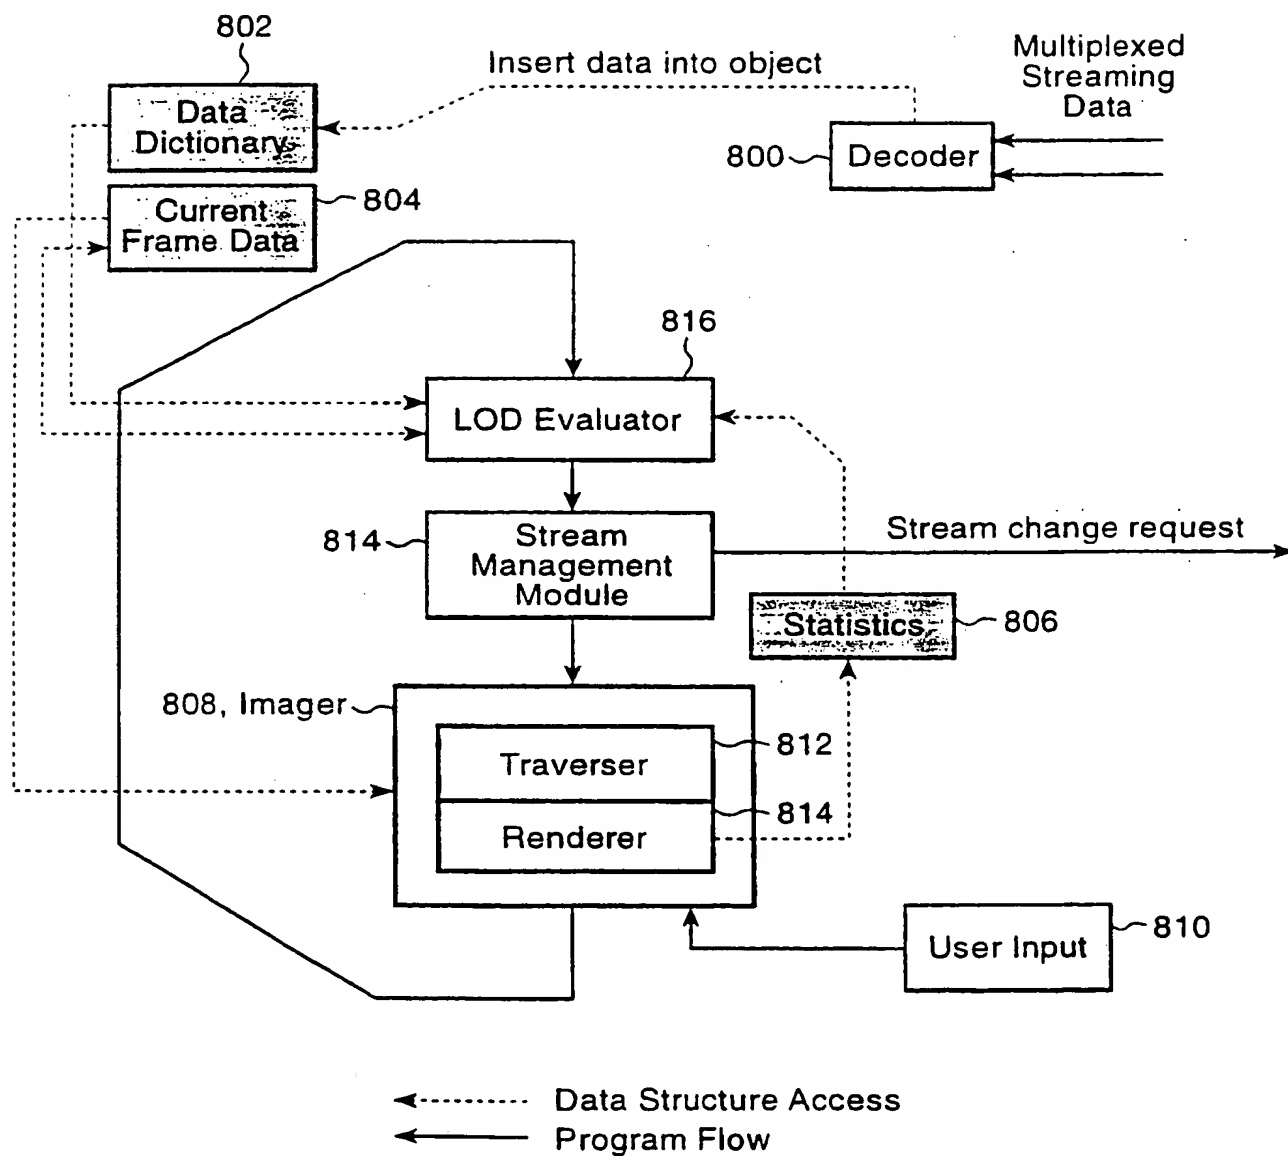 802
Multiplexed
Streaming
Data
Insert data into object
Data
Dictionary
800
Decoder
804
Current
Frame Data
816
LOD Evaluator
814
Stream
Management
Module
Stream change request
Statistics
806
808, Imager
812
Traverser
814
Renderer
User Input
810
Data Structure Access
Program Flow